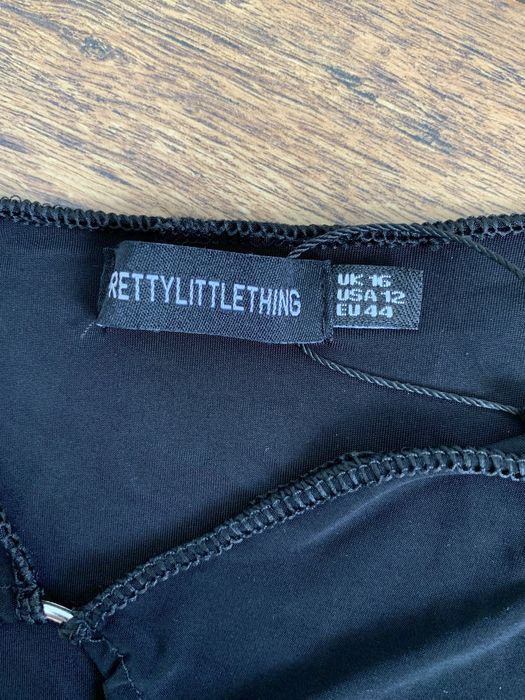 RETTYLITTLETHING
UK 16
USA 12
EU 44